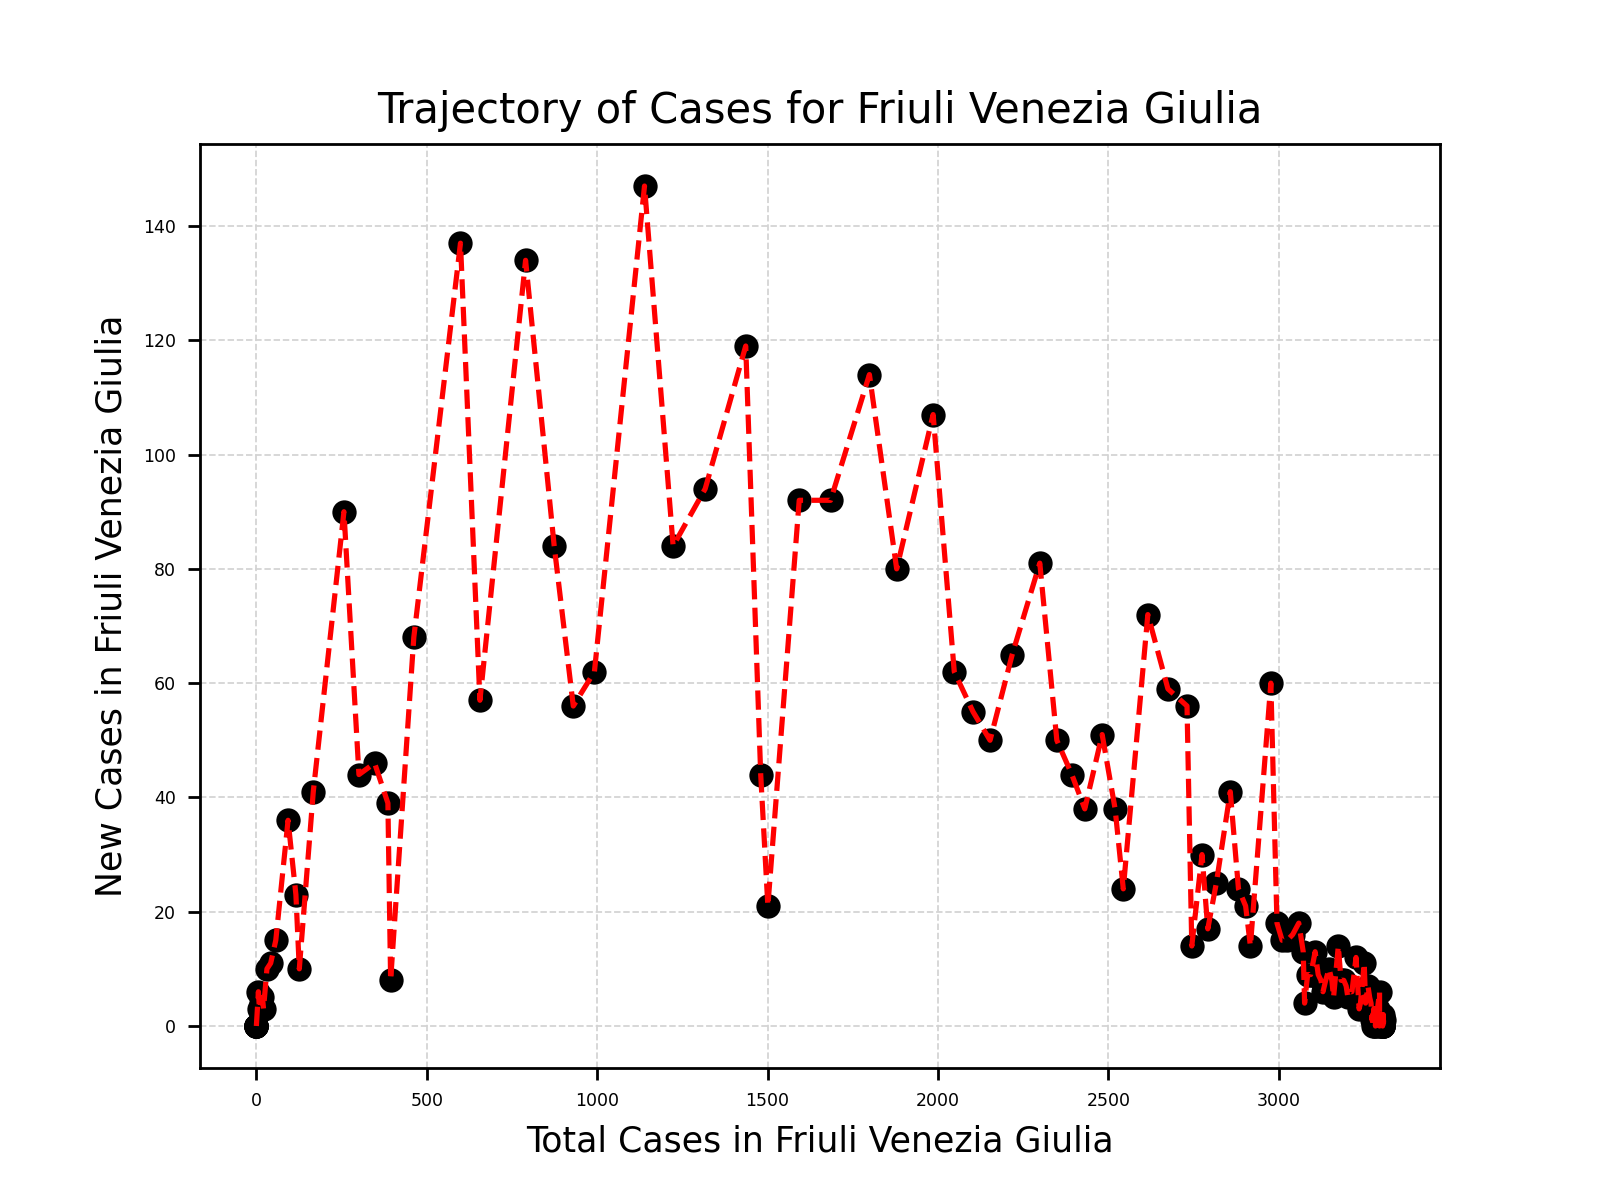 Trajectory of Cases for Friuli Venezia Giulia
New Cases in Friuli Venezia Giulia
140
120
100
80
60
40
20
0
0 500 1000 1500 2000 2500 3000
Total Cases in Friuli Venezia Giulia